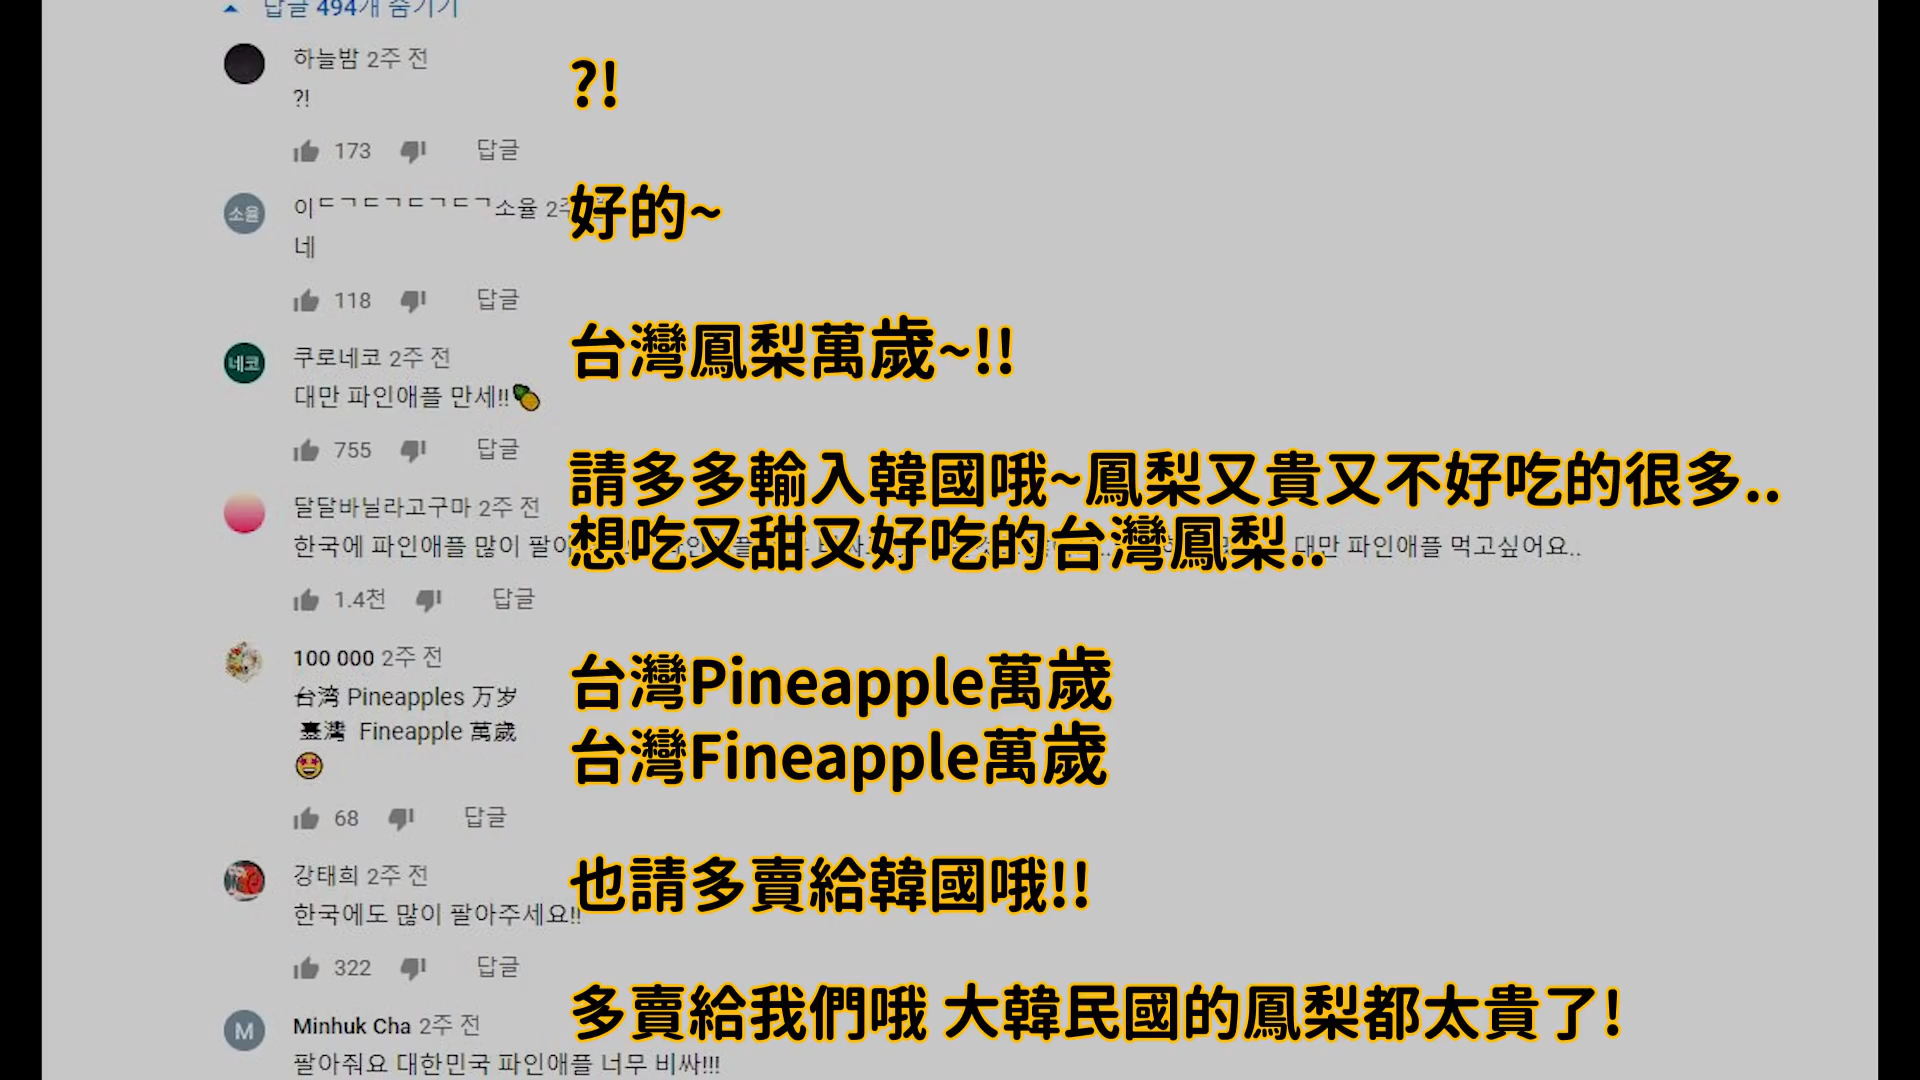 답글 494개 숨기기
하늘밤 2주 전
?!
?!
173 답글
소율
이ㄷㄱㄷㄱㄷㄱㄷㄱ소율 2주
好的~
네
118 답글
네코
쿠로네코 2주 전
台灣鳳梨萬歲~!!
대만 파인애플 만세!!🍍
755 답글
달달바닐라고구마 2주 전
請多多輸入韓國哦~鳳梨又貴又不好吃的很多..
한국에 파인애플 많이 팔아
想吃又甜又好吃的台灣鳳梨..
대만 파인애플 먹고싶어요..
1.4천 답글
100 000 2주 전
台湾 Pineapples 万岁
台灣Pineapple萬歲
臺灣 Fineapple 萬歲
台灣Fineapple萬歲
🤩
68 답글
강태희 2주 전
也請多賣給韓國哦!!
한국에도 많이 팔아주세요!!
322 답글
M
Minhuk Cha 2주 전
多賣給我們哦 大韓民國的鳳梨都太貴了!
팔아줘요 대한민국 파인애플 너무 비싸!!!